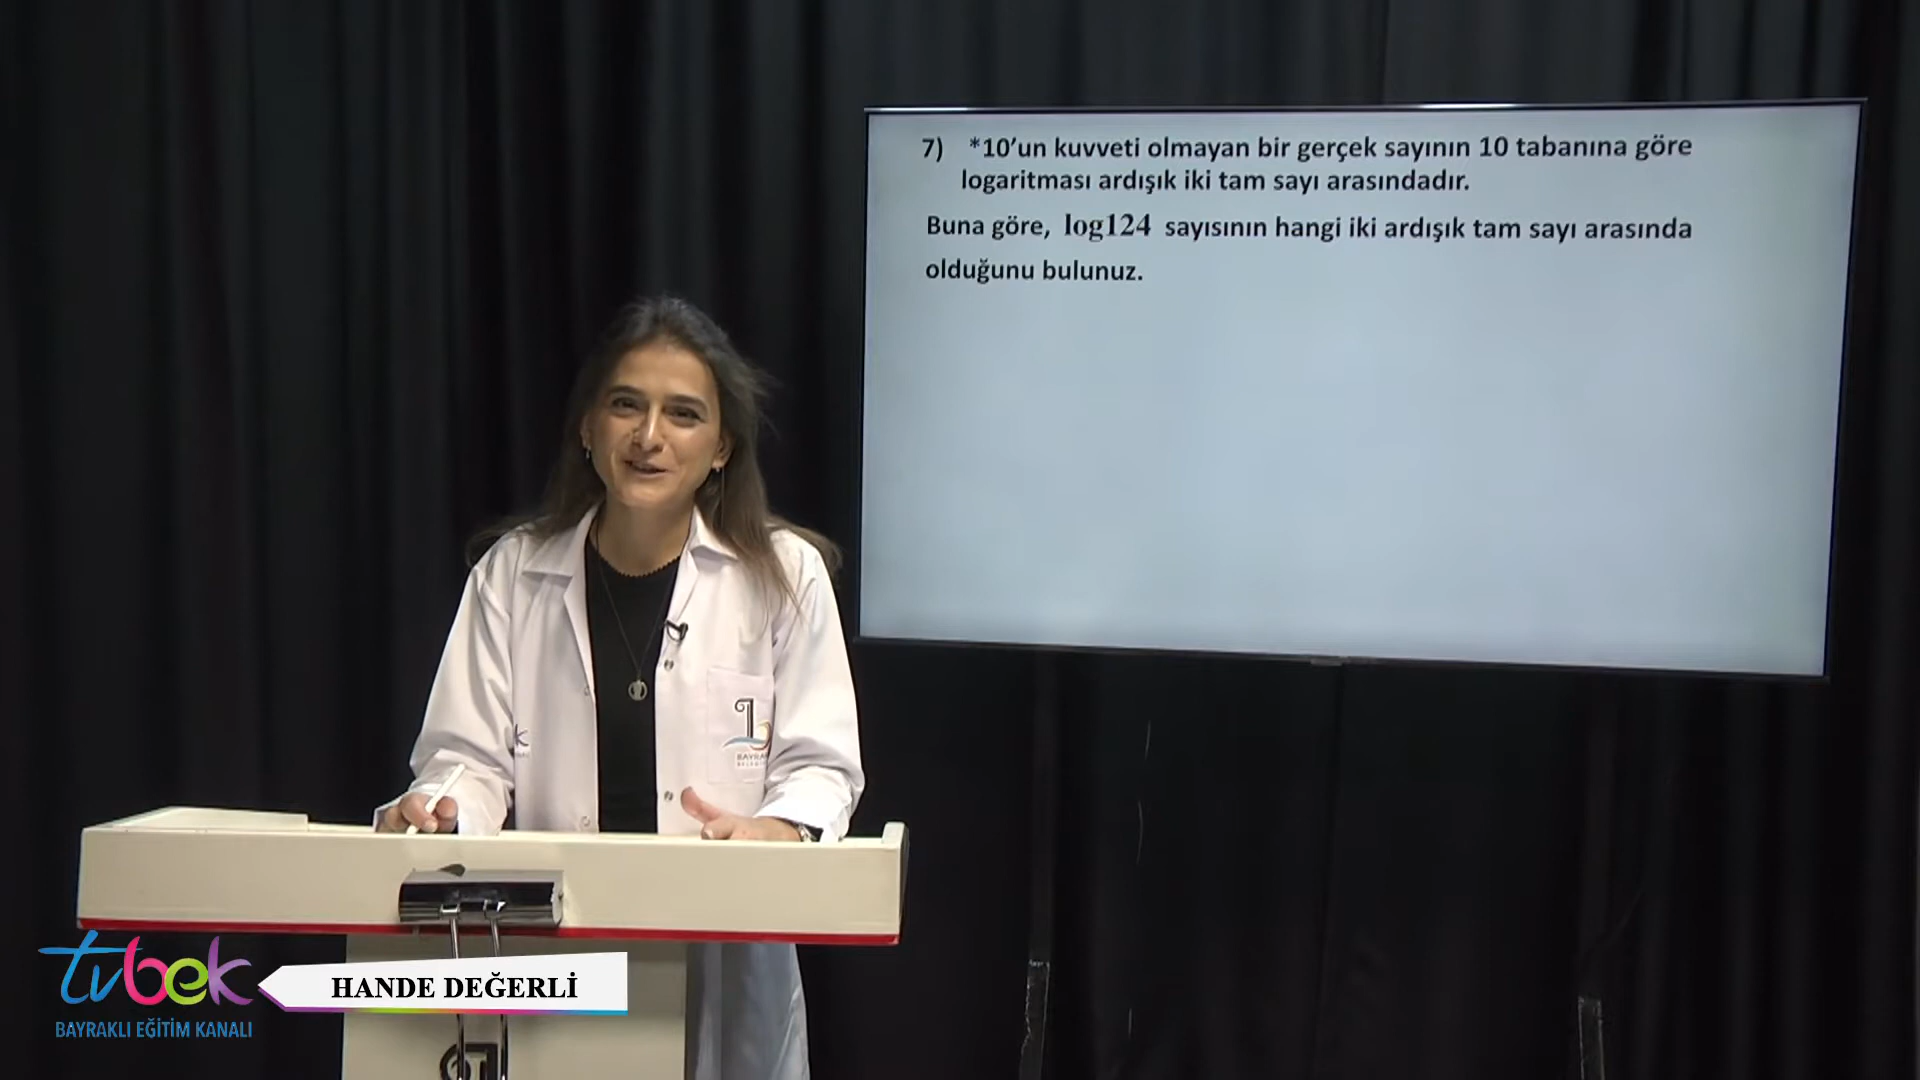 7) *10’un kuvveti olmayan bir gerçek sayının 10 tabanına göre
logaritması ardışık iki tam sayı arasındadır.
Buna göre, log124 sayısının hangi iki ardışık tam sayı arasında
olduğunu bulunuz.
tvbek
HANDE DEĞERLİ
BAYRAKLI EĞİTİM KANALI